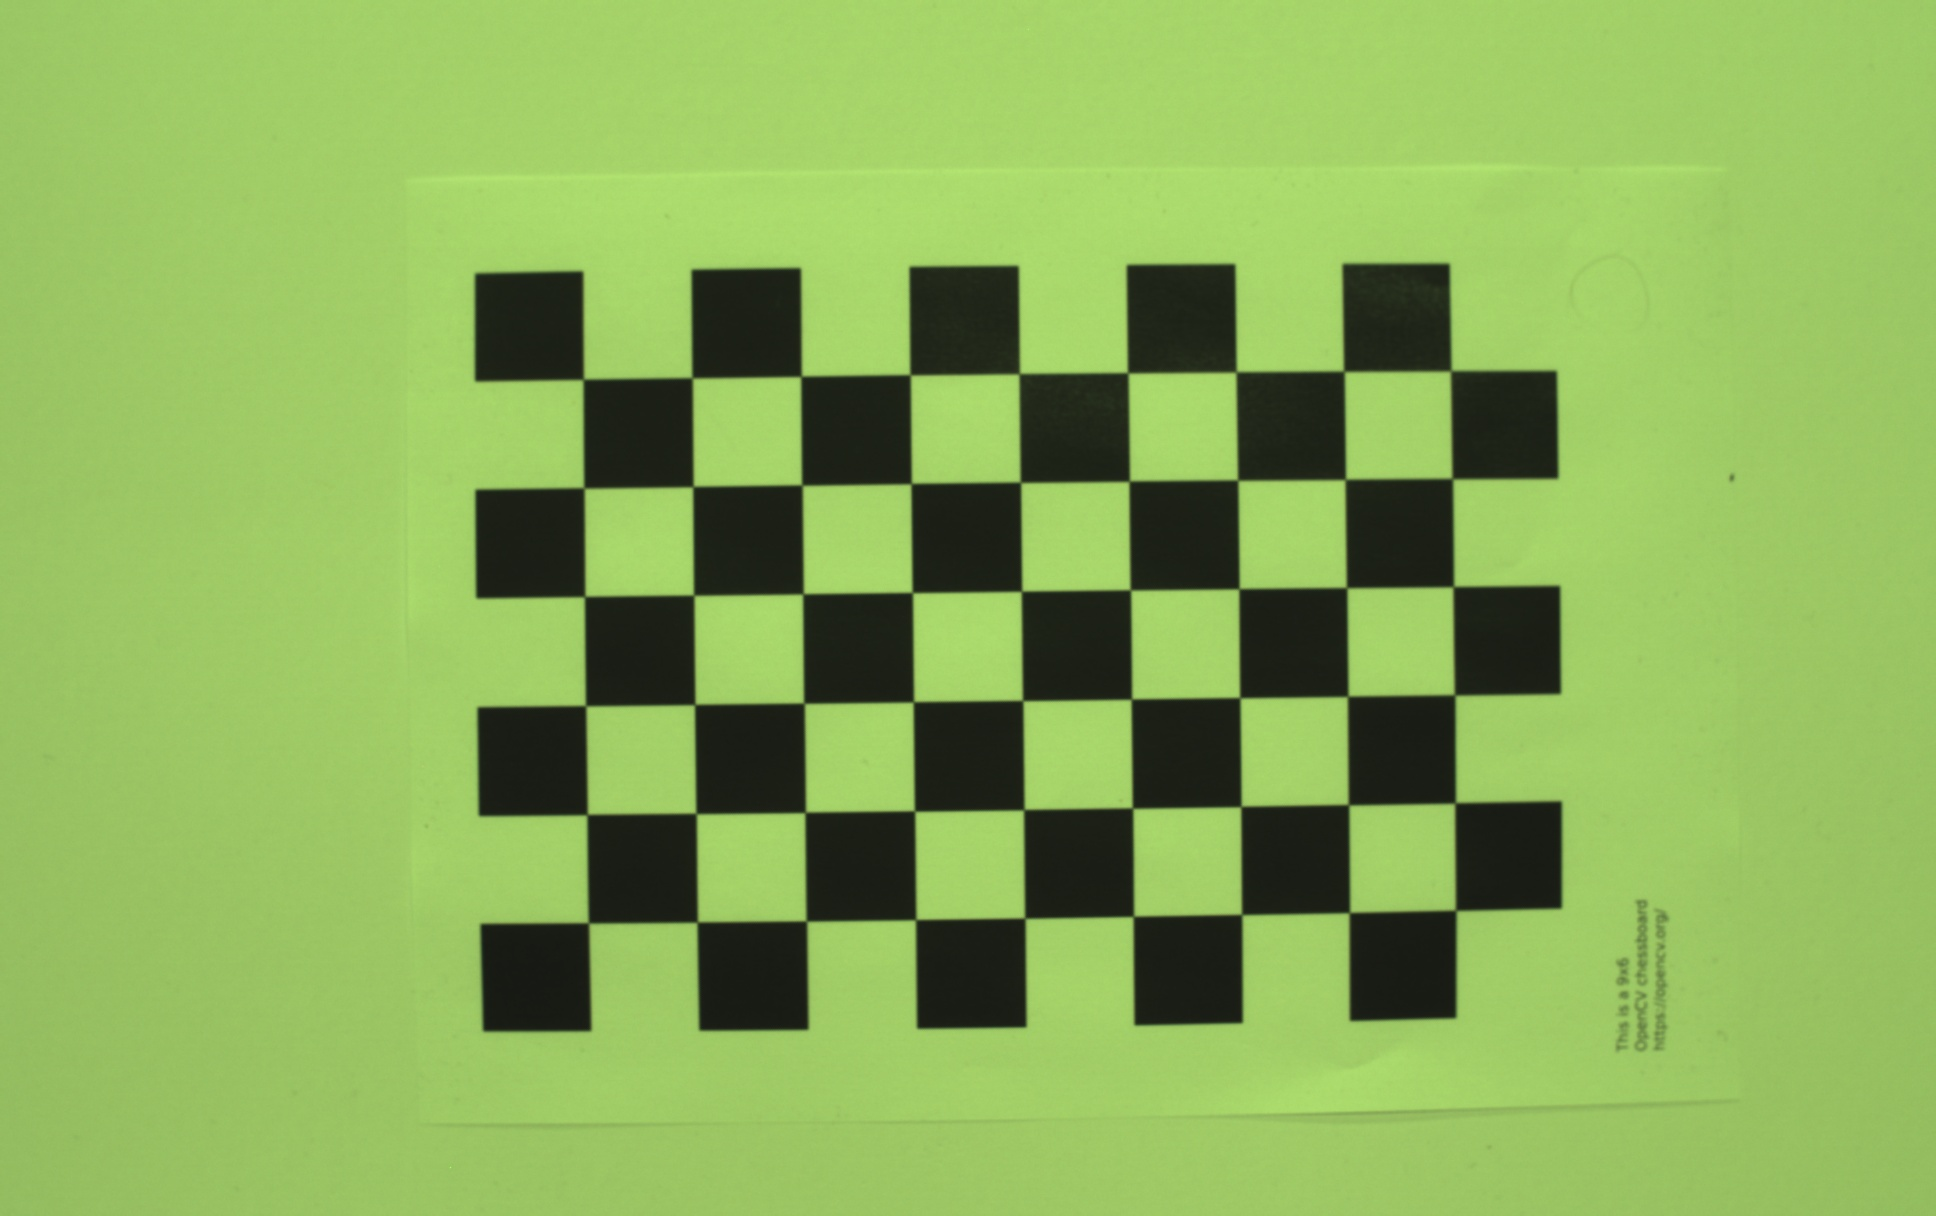 This is a 9x6
OpenCV chessboard
https://opencv.org/